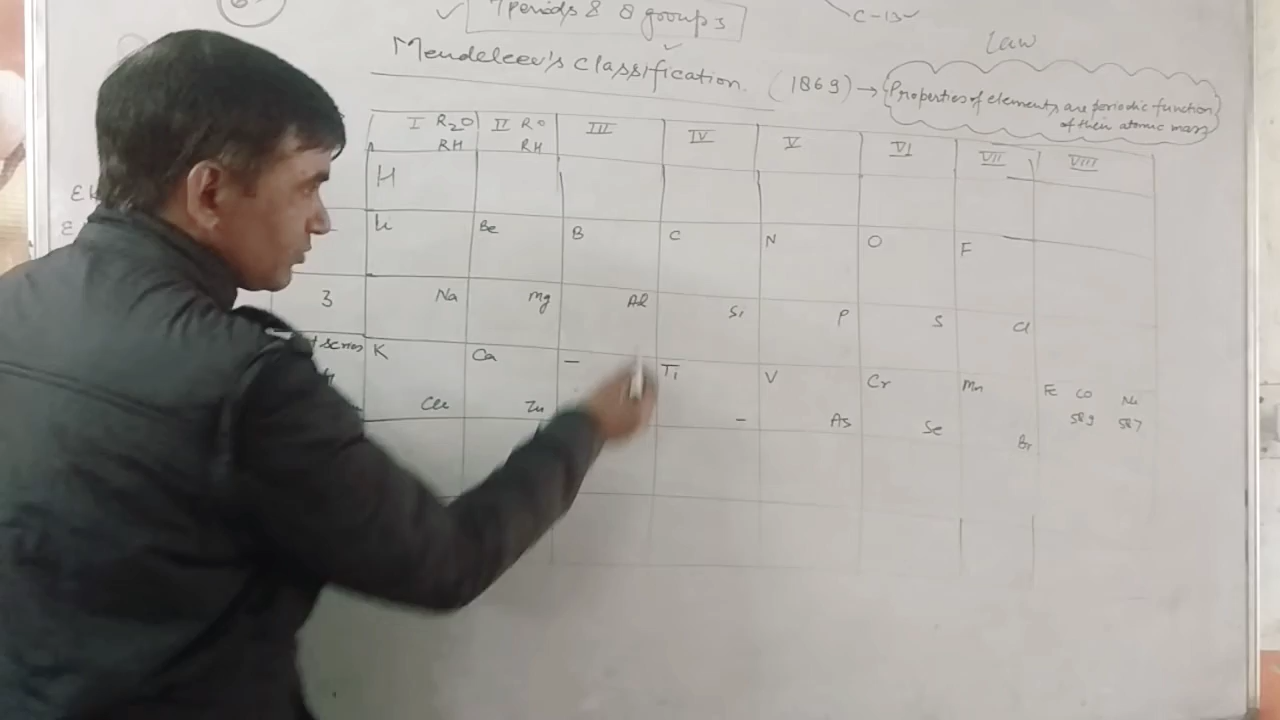 7 periods & 8 groups
C-13
Law
Mendeleev's classification. (1869) → Properties of elements are periodic function
of their atomic mass
I R2O II RO III IV V VI VII VIII
RH RH
H
Li Be B C N O F
3 Na Mg Al Si P S Cl
series K Ca – Ti V Cr Mn Fe Co Ni
58.9 58.7
Cu Zn – As Se Br